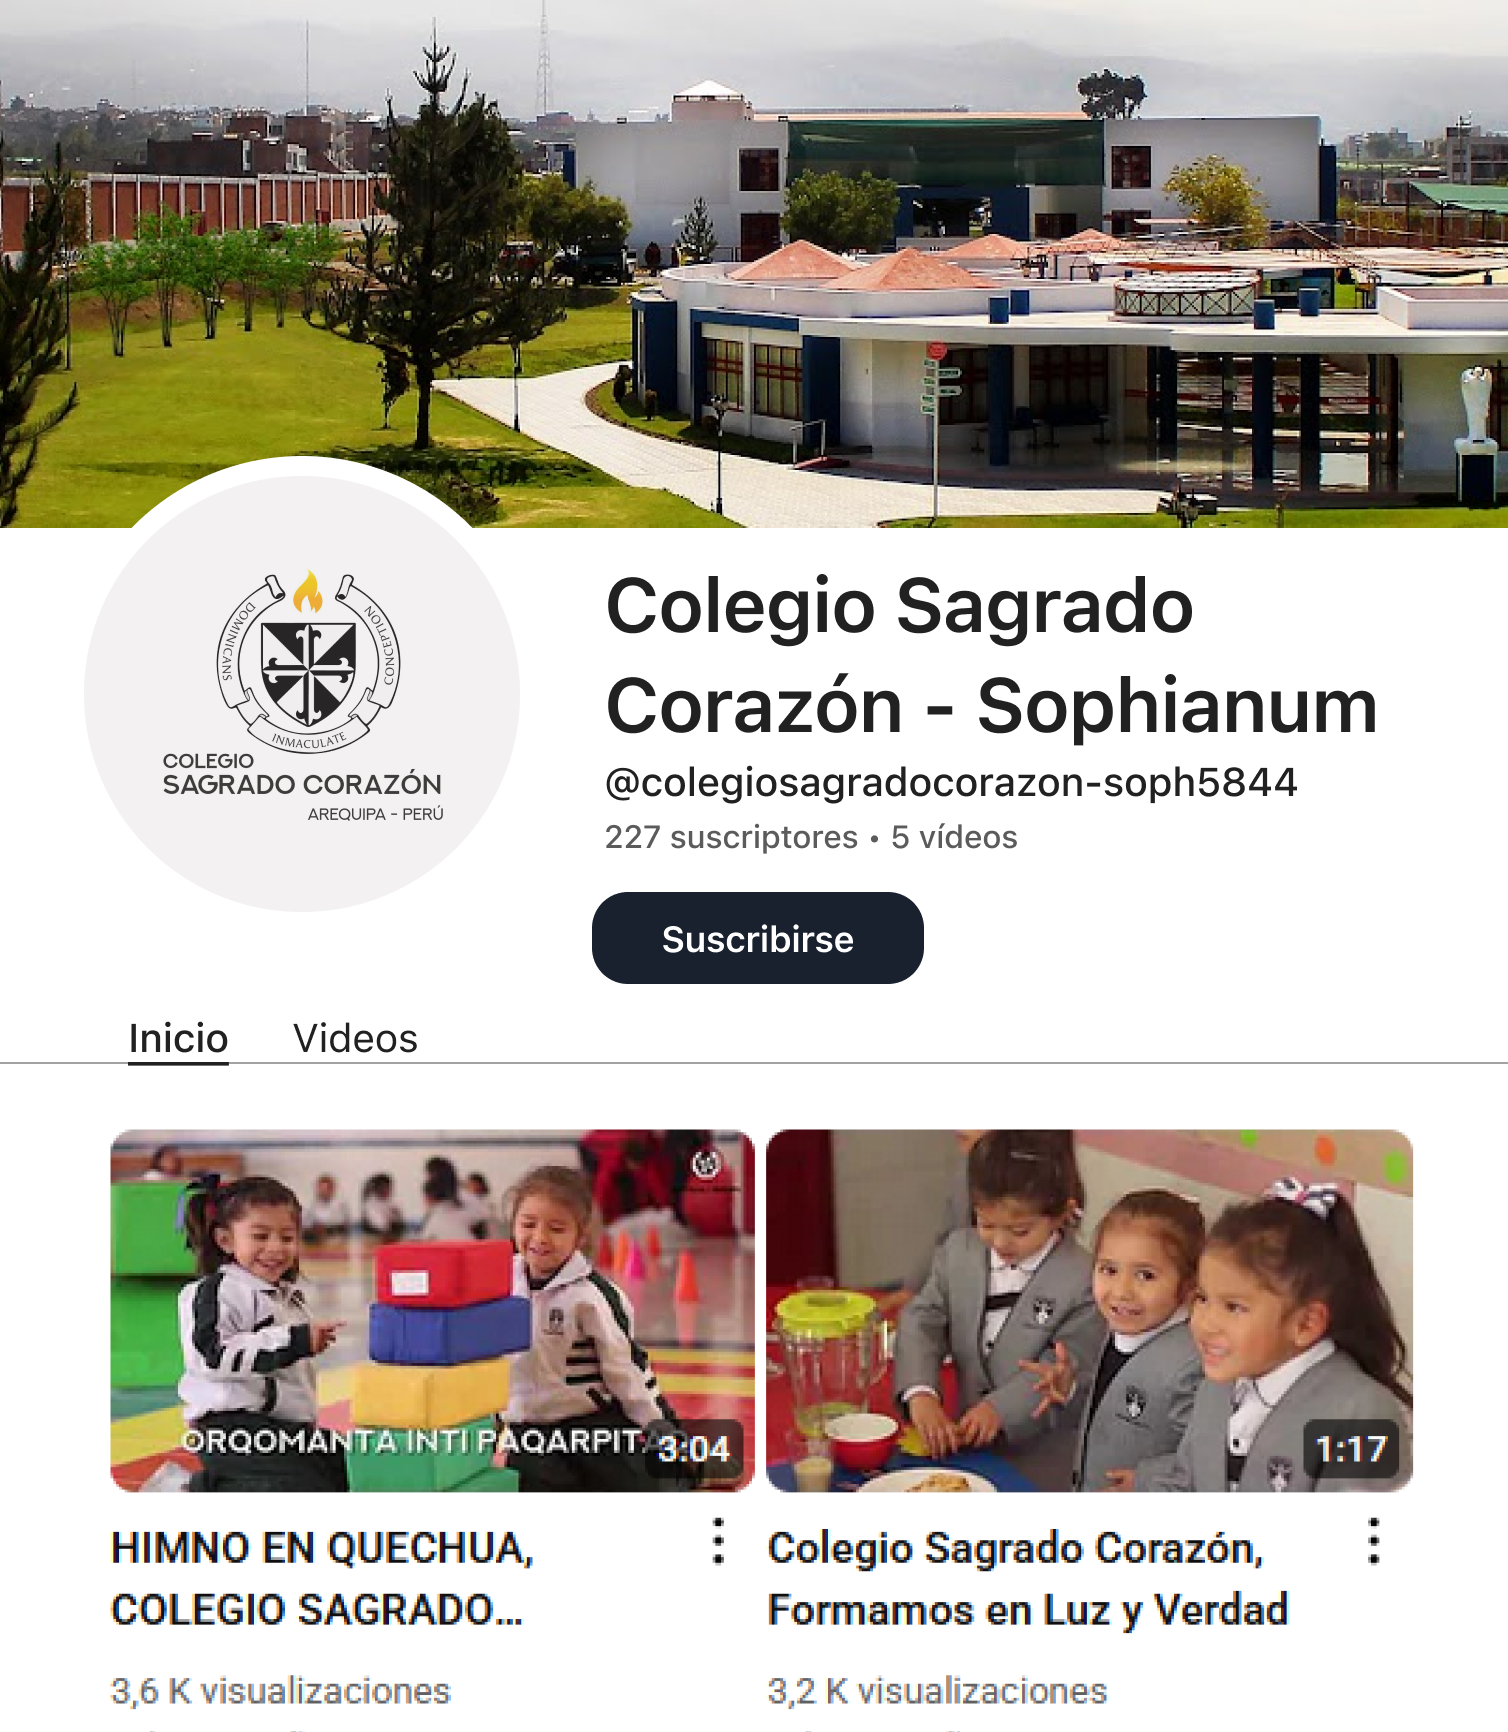 DOMINICANS
CONCEPTION
INMACULATE
COLEGIO
SAGRADO CORAZÓN
AREQUIPA - PERÚ
Colegio Sagrado
Corazón - Sophianum
@colegiosagradocorazon-soph5844
227 suscriptores • 5 vídeos
Suscribirse
Inicio Videos
ORQOMANTA INTI
3:04
1:17
HIMNO EN QUECHUA,
COLEGIO SAGRADO...
Colegio Sagrado Corazón,
Formamos en Luz y Verdad
3,6 K visualizaciones
3,2 K visualizaciones